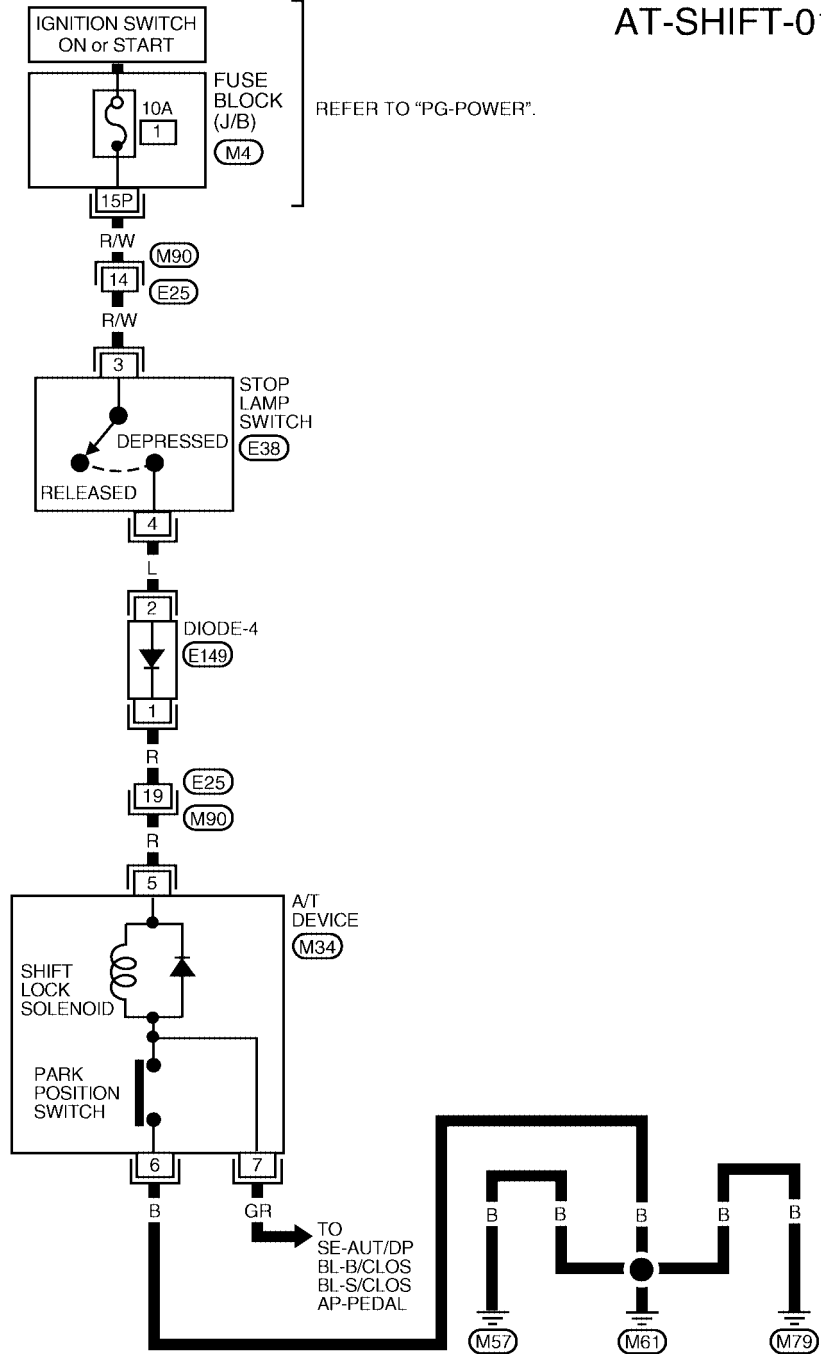 AT-SHIFT-01
IGNITION SWITCH
ON or START
FUSE
BLOCK
(J/B)
M4
10A
1
REFER TO “PG-POWER”.
15P
R/W
M90
14
E25
R/W
3
STOP
LAMP
SWITCH
E38
DEPRESSED
RELEASED
4
L
2
DIODE-4
E149
1
R
E25
19
M90
R
5
A/T
DEVICE
M34
SHIFT
LOCK
SOLENOID
PARK
POSITION
SWITCH
6
7
B
GR
TO
SE-AUT/DP
BL-B/CLOS
BL-S/CLOS
AP-PEDAL
B
B
B
B
B
M57
M61
M79